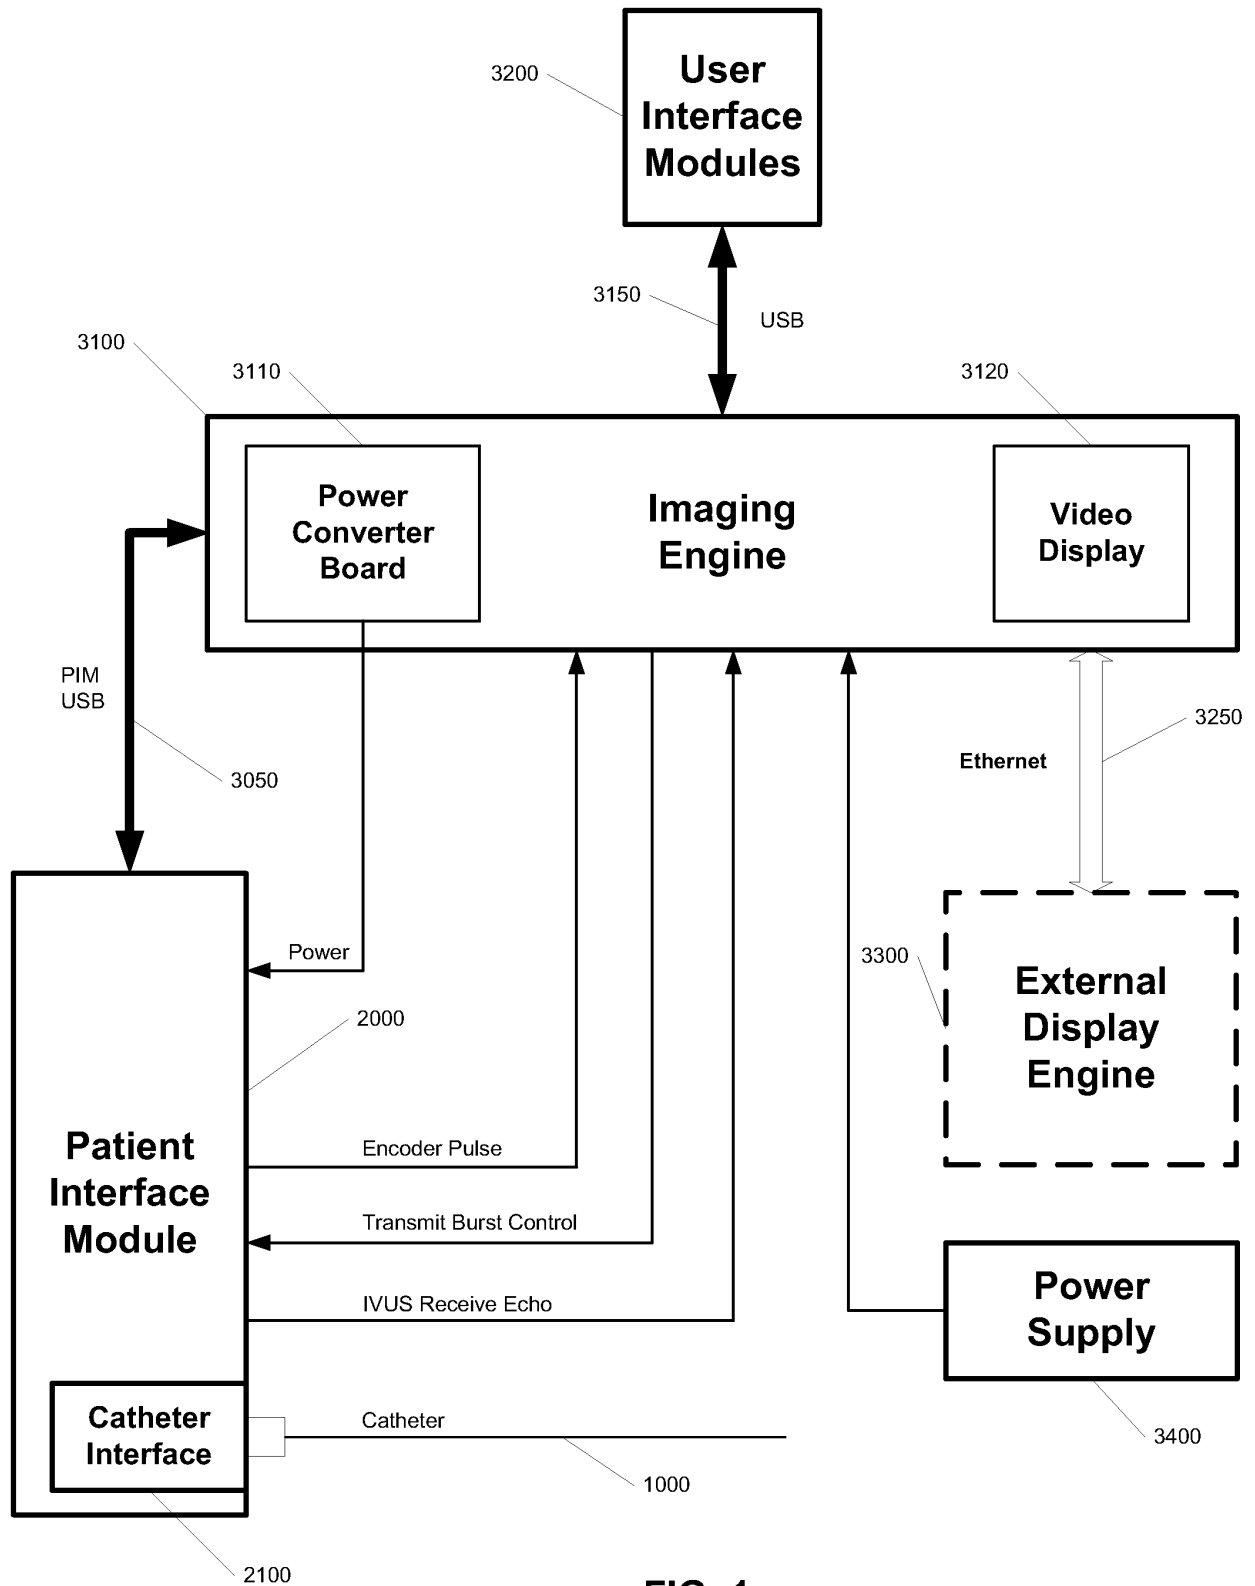 3200
User
Interface
Modules
3150
USB
3100
3110
3120
Power
Converter
Board
Imaging
Engine
Video
Display
PIM
USB
3050
3250
Ethernet
Power
2000
3300
External
Display
Engine
Patient
Interface
Module
Encoder Pulse
Transmit Burst Control
IVUS Receive Echo
Power
Supply
3400
Catheter
Interface
Catheter
1000
2100
FIG. 1